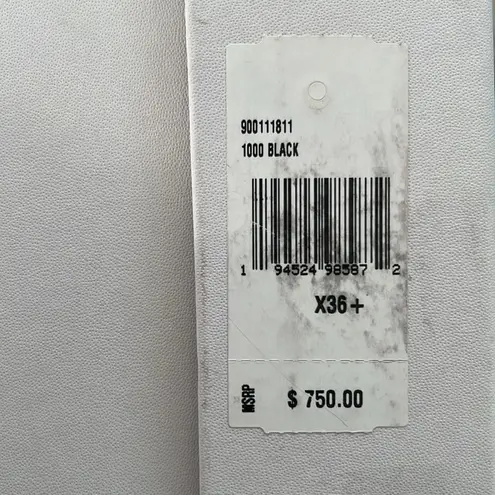 900111811
1000 BLACK
1 94524 98587 2
X36+
MSRP $ 750.00